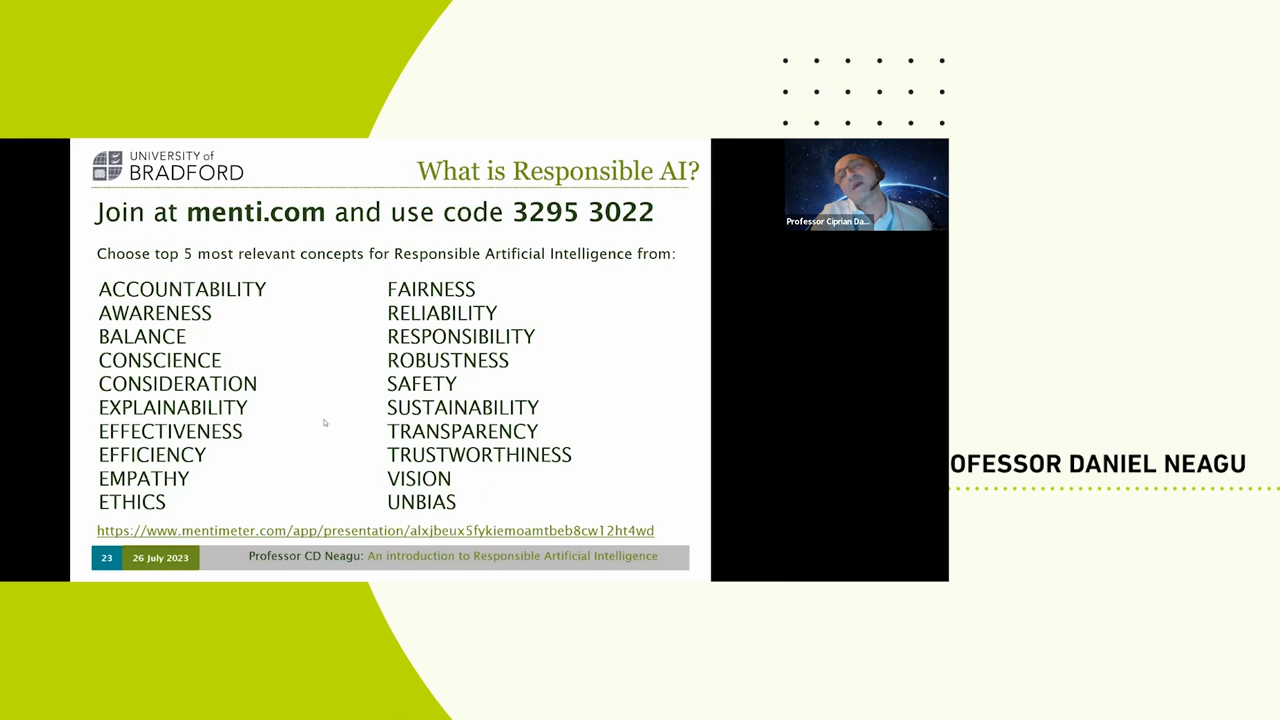 UNIVERSITY of
BRADFORD
What is Responsible AI?
Join at menti.com and use code 3295 3022
Choose top 5 most relevant concepts for Responsible Artificial Intelligence from:
ACCOUNTABILITY
AWARENESS
BALANCE
CONSCIENCE
CONSIDERATION
EXPLAINABILITY
EFFECTIVENESS
EFFICIENCY
EMPATHY
ETHICS
FAIRNESS
RELIABILITY
RESPONSIBILITY
ROBUSTNESS
SAFETY
SUSTAINABILITY
TRANSPARENCY
TRUSTWORTHINESS
VISION
UNBIAS
https://www.mentimeter.com/app/presentation/alxjbeux5fykiemoamtbeb8cw12ht4wd
23 26 July 2023 Professor CD Neagu: An introduction to Responsible Artificial Intelligence
Professor Ciprian Da...
OFESSOR DANIEL NEAGU